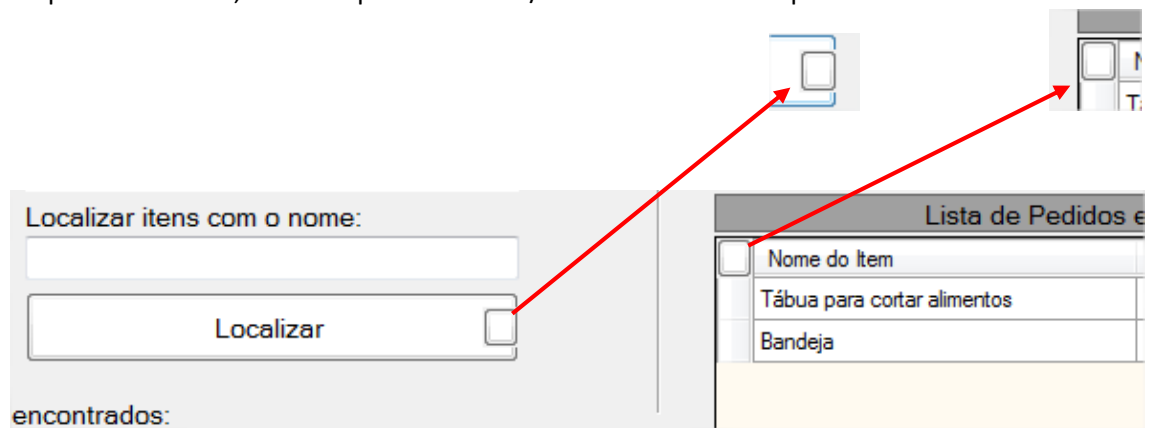 Localizar itens com o nome:
Localizar
encontrados:
Lista de Pedidos e
Nome do Item
Tábua para cortar alimentos
Bandeja